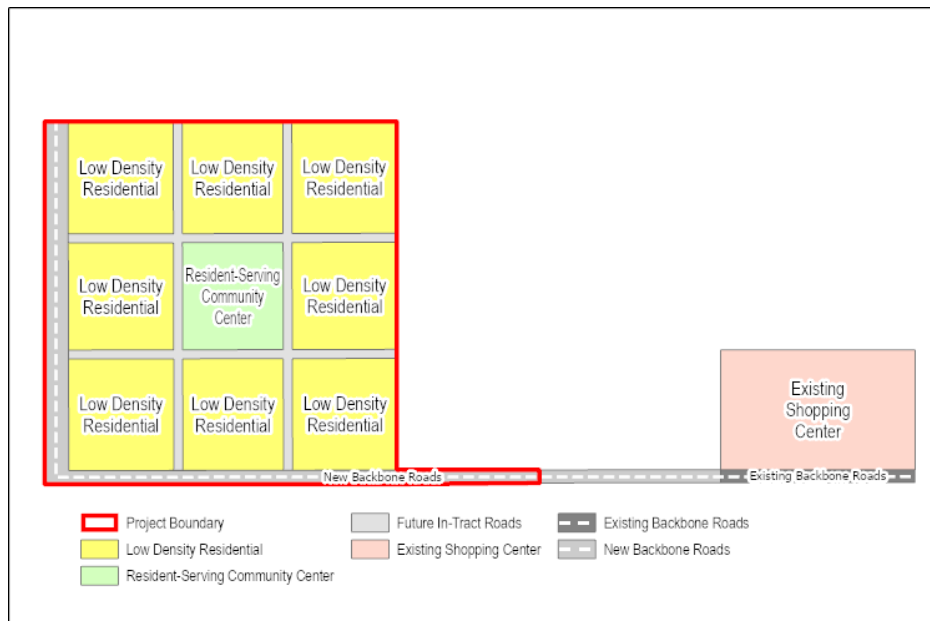 Low Density
Residential
Low Density
Residential
Low Density
Residential
Low Density
Residential
Resident-Serving
Community
Center
Low Density
Residential
Low Density
Residential
Low Density
Residential
Low Density
Residential
Existing
Shopping
Center
New Backbone Roads
Existing Backbone Roads
Project Boundary
Low Density Residential
Resident-Serving Community Center
Future In-Tract Roads
Existing Shopping Center
Existing Backbone Roads
New Backbone Roads